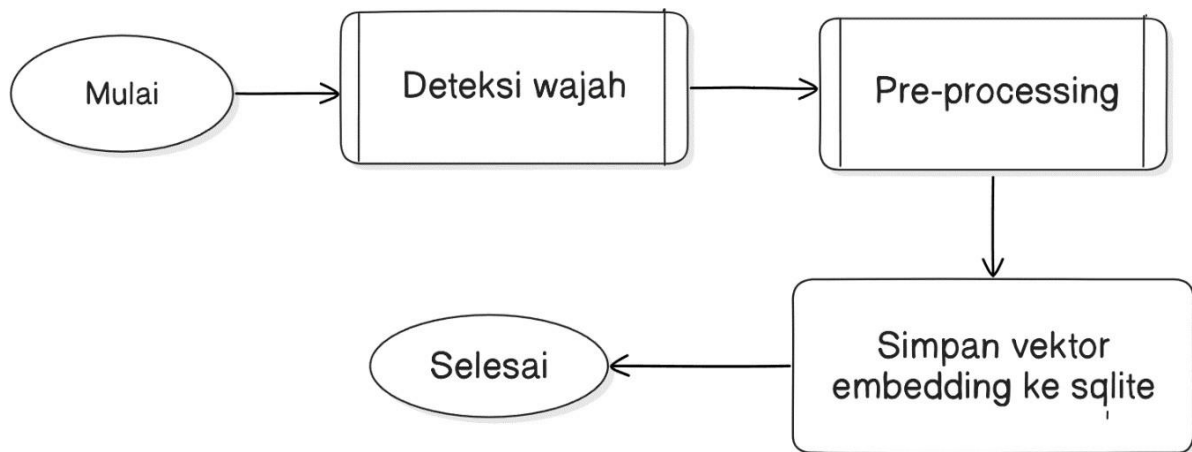 Mulai
Deteksi wajah
Pre-processing
Simpan vektor
embedding ke sqlite
Selesai